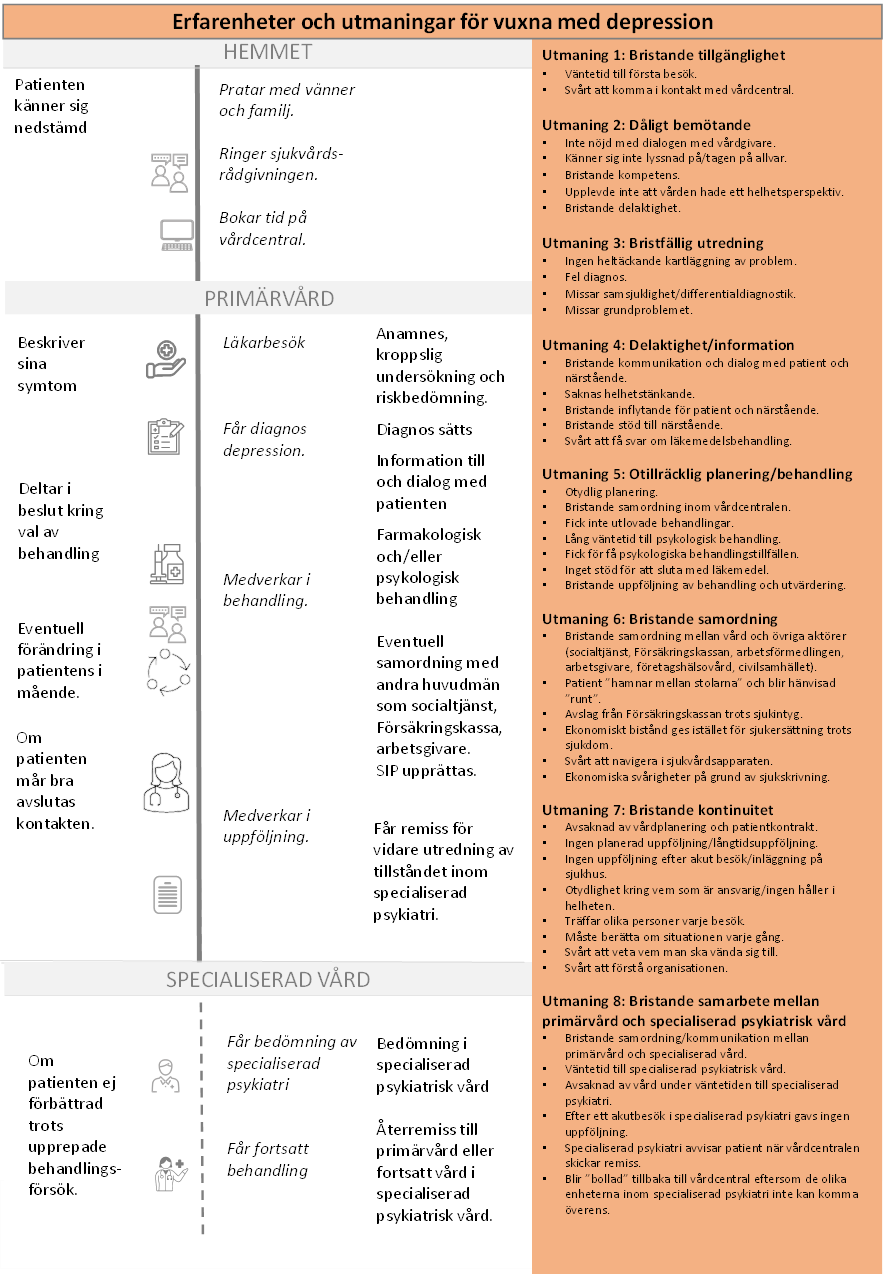 Erfarenheter och utmaningar för vuxna med depression
HEMMET
Patienten
känner sig
nedstämd
Pratar med vänner
och familj.
Ringer sjukvårds-
rådgivningen.
Bokar tid på
vårdcentral.
PRIMÄRVÅRD
Beskriver
sina
symtom
Läkarbesök
Anamnes,
kroppslig
undersökning och
riskbedömning.
Får diagnos
depression.
Diagnos sätts
Information till
och dialog med
patienten
Deltar i
beslut kring
val av
behandling
Medverkar i
behandling.
Farmakologisk
och/eller
psykologisk
behandling
Eventuell
förändring i
patientens i
mående.
Eventuell
samordning med
andra huvudmän
som socialtjänst,
Försäkringskassa,
arbetsgivare.
SIP upprättas.
Om
patienten
mår bra
avslutas
kontakten.
Medverkar i
uppföljning.
Får remiss för
vidare utredning av
tillståndet inom
specialiserad
psykiatri.
SPECIALISERAD VÅRD
Om
patienten ej
förbättrad
trots
upprepade
behandlings-
försök.
Får bedömning av
specialiserad
psykiatri
Bedömning i
specialiserad
psykiatrisk vård
Får fortsatt
behandling
Återremiss till
primärvård eller
fortsatt vård i
specialiserad
psykiatrisk vård.
Utmaning 1: Bristande tillgänglighet
▪ Väntetid till första besök.
▪ Svårt att komma i kontakt med vårdcentral.
Utmaning 2: Dåligt bemötande
▪ Inte nöjd med dialogen med vårdgivare.
▪ Känner sig inte lyssnad på/tagen på allvar.
▪ Bristande kompetens.
▪ Upplevde inte att vården hade ett helhetsperspektiv.
▪ Bristande delaktighet.
Utmaning 3: Bristfällig utredning
▪ Ingen heltäckande kartläggning av problem.
▪ Fel diagnos.
▪ Missar samsjuklighet/differentialdiagnostik.
▪ Missar grundproblemet.
Utmaning 4: Delaktighet/information
▪ Bristande kommunikation och dialog med patient och
närstående.
▪ Saknas helhetstänkande.
▪ Bristande inflytande för patient och närstående.
▪ Bristande stöd till närstående.
▪ Svårt att få svar om läkemedelsbehandling.
Utmaning 5: Otillräcklig planering/behandling
▪ Otydlig planering.
▪ Bristande samordning inom vårdcentralen.
▪ Fick inte utlovade behandlingar.
▪ Lång väntetid till psykologisk behandling.
▪ Fick för få psykologiska behandlingstillfällen.
▪ Inget stöd för att sluta med läkemedel.
▪ Bristande uppföljning av behandling och utvärdering.
Utmaning 6: Bristande samordning
▪ Bristande samordning mellan vård och övriga aktörer
(socialtjänst, Försäkringskassan, arbetsförmedlingen,
arbetsgivare, företagshälsovård, civilsamhället).
▪ Patient ”hamnar mellan stolarna” och blir hänvisad
”runt”.
▪ Avslag från Försäkringskassan trots sjukintyg.
▪ Ekonomiskt bistånd ges istället för sjukersättning trots
sjukdom.
▪ Svårt att navigera i sjukvårdsapparaten.
▪ Ekonomiska svårigheter på grund av sjukskrivning.
Utmaning 7: Bristande kontinuitet
▪ Avsaknad av vårdplanering och patientkontrakt.
▪ Ingen planerad uppföljning/långtidsuppföljning.
▪ Ingen uppföljning efter akut besök/inläggning på
sjukhus.
▪ Otydlighet kring vem som är ansvarig/ingen håller i
helheten.
▪ Träffar olika personer varje besök.
▪ Måste berätta om situationen varje gång.
▪ Svårt att veta vem man ska vända sig till.
▪ Svårt att förstå organisationen.
Utmaning 8: Bristande samarbete mellan
primärvård och specialiserad psykiatrisk vård
▪ Bristande samordning/kommunikation mellan
primärvård och specialiserad vård.
▪ Väntetid till specialiserad psykiatrisk vård.
▪ Avsaknad av vård under väntetiden till specialiserad
psykiatri.
▪ Efter ett akutbesök i specialiserad psykiatri gavs ingen
uppföljning.
▪ Specialiserad psykiatri avvisar patient när vårdcentralen
skickar remiss.
▪ Blir ”bollad” tillbaka till vårdcentral eftersom de olika
enheterna inom specialiserad psykiatri inte kan komma
överens.